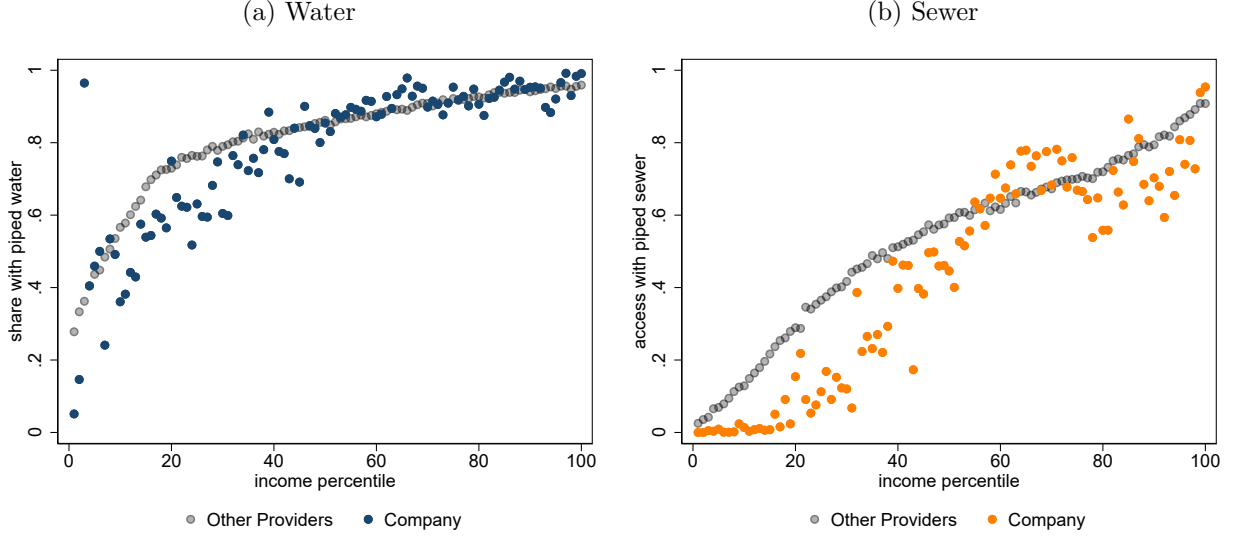 (a) Water
(b) Sewer
share with piped water
0
.2
.4
.6
.8
1
0 20 40 60 80 100
income percentile
Other Providers Company
access with piped sewer
0
.2
.4
.6
.8
1
0 20 40 60 80 100
income percentile
Other Providers Company